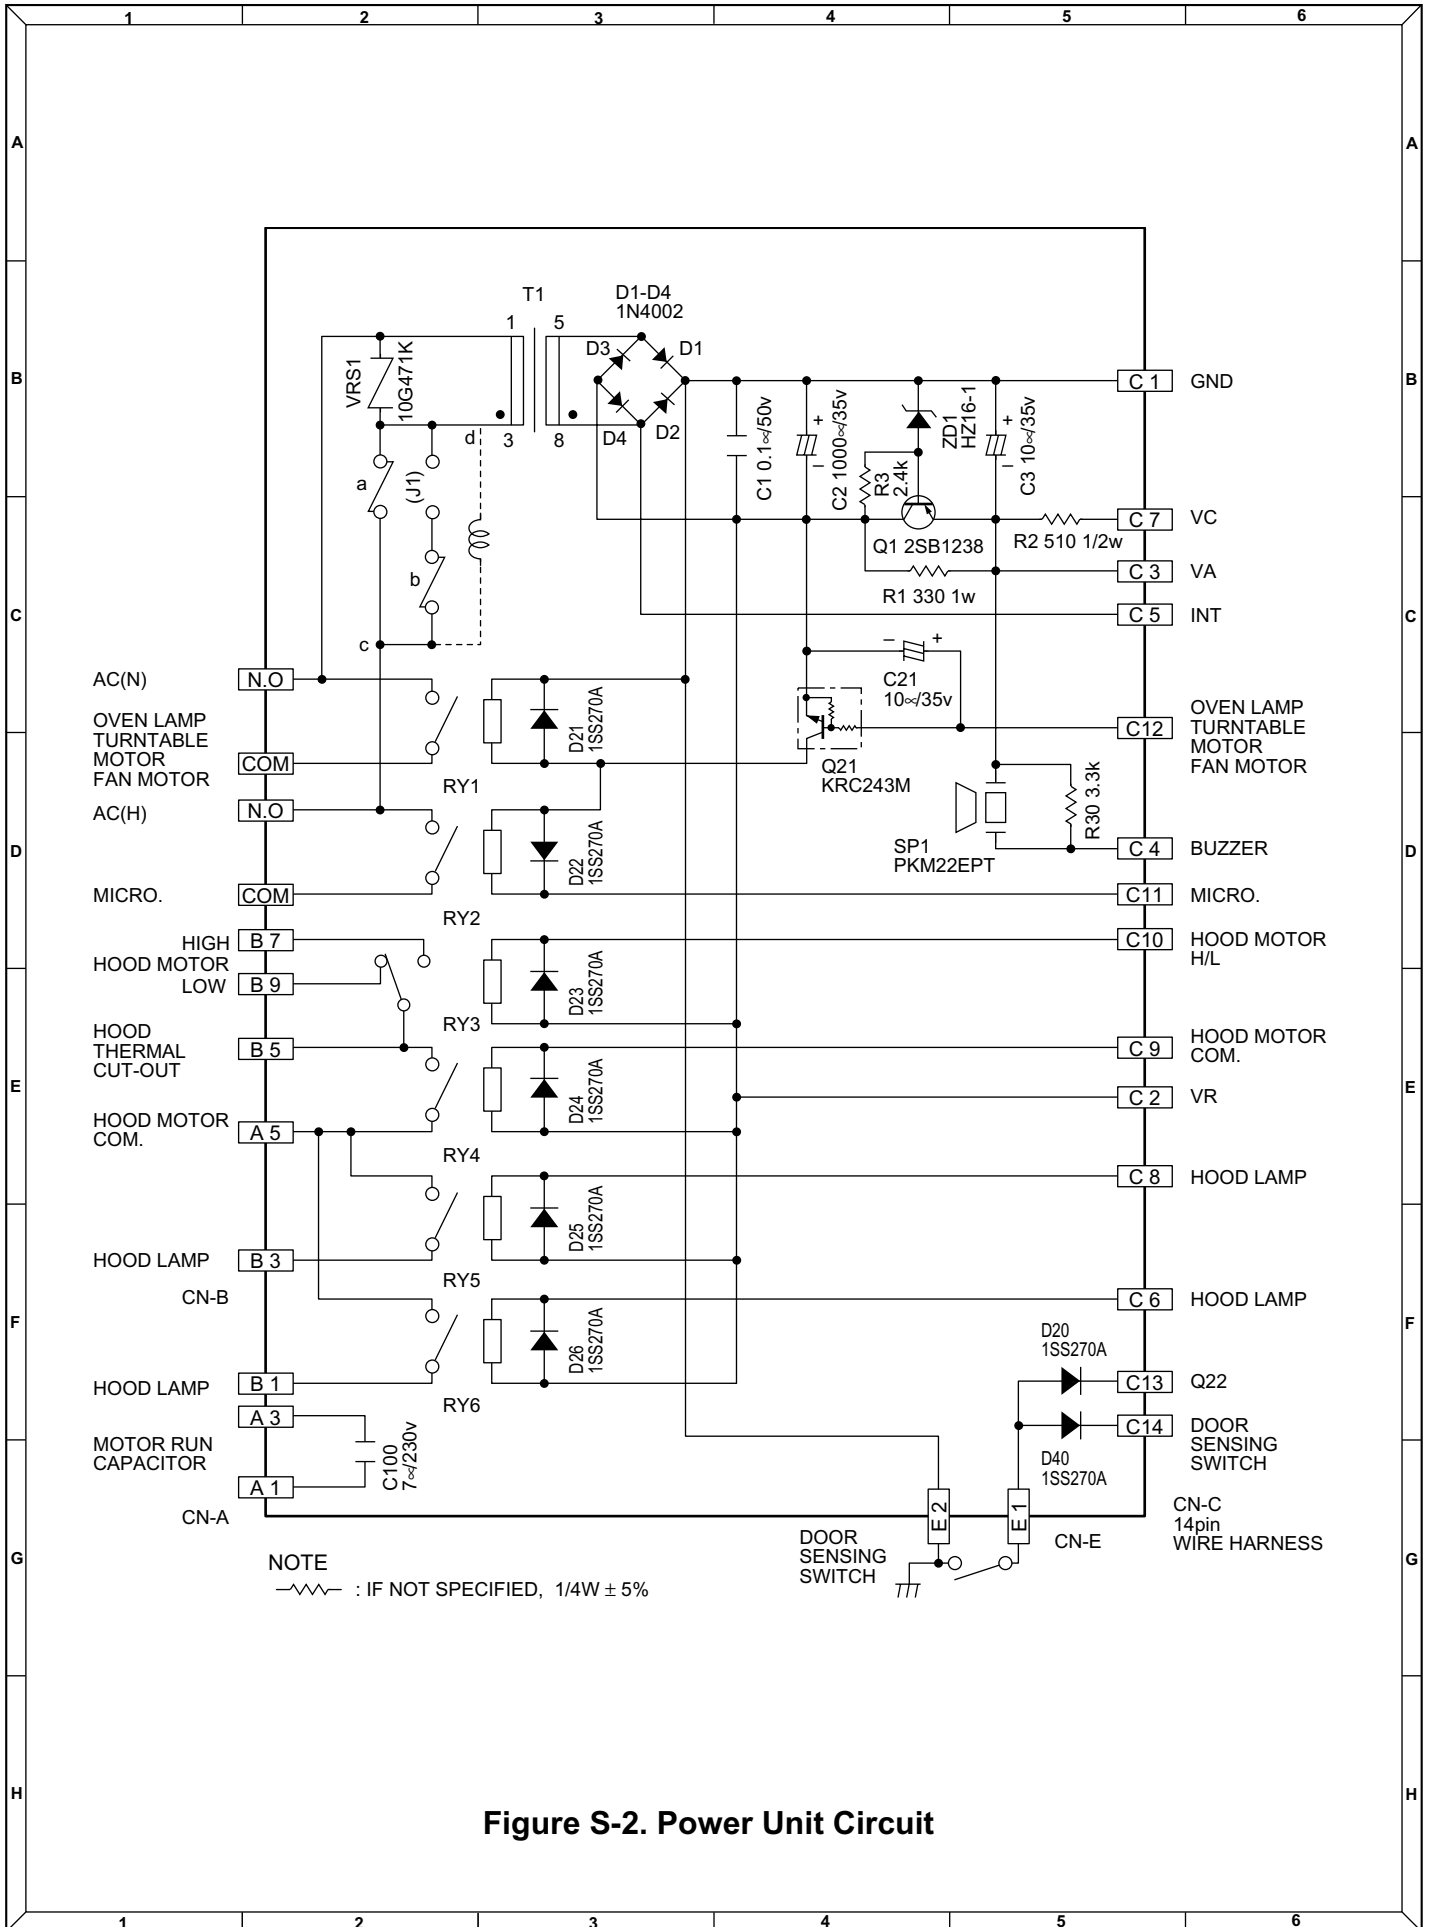 1 2 3 4 5 6
A A
T1
D1-D4
1N4002
1 5
D3 D1
VRS1
10G471K
B B
C 1 GND
d 3 8 D4 D2
C1 0.1∝/50v
C2 1000∝/35v
ZD1
HZ16-1
C3 10∝/35v
a
(J1)
R3
2.4k
Q1 2SB1238
R2 510 1/2w
C 7 VC
b
R1 330 1w
C 3 VA
C C
C 5 INT
c
C21
10∝/35v
AC(N) N.O
OVEN LAMP
TURNTABLE
MOTOR
FAN MOTOR
COM
RY1
D21
1SS270A
Q21
KRC243M
C12
OVEN LAMP
TURNTABLE
MOTOR
FAN MOTOR
AC(H) N.O
D D
D22
1SS270A
SP1
PKM22EPT
R30 3.3k
C 4 BUZZER
MICRO. COM
RY2
C11 MICRO.
HIGH B 7
HOOD MOTOR
LOW B 9
RY3
D23
1SS270A
C10 HOOD MOTOR
H/L
HOOD
THERMAL
CUT-OUT
B 5
D24
1SS270A
C 9 HOOD MOTOR
COM.
E E
C 2 VR
HOOD MOTOR
COM.
A 5
RY4
C 8 HOOD LAMP
D25
1SS270A
HOOD LAMP B 3
RY5
CN-B
C 6 HOOD LAMP
F F
D26
1SS270A
D20
1SS270A
HOOD LAMP B 1
RY6
C13 Q22
A 3
MOTOR RUN
CAPACITOR
C100
7∝/230v
A 1
C14 DOOR
SENSING
SWITCH
D40
1SS270A
CN-A
E 2 E 1
CN-E
CN-C
14pin
WIRE HARNESS
DOOR
SENSING
SWITCH
G G
NOTE
: IF NOT SPECIFIED, 1/4W ± 5%
H H
Figure S-2. Power Unit Circuit
1 2 3 4 5 6